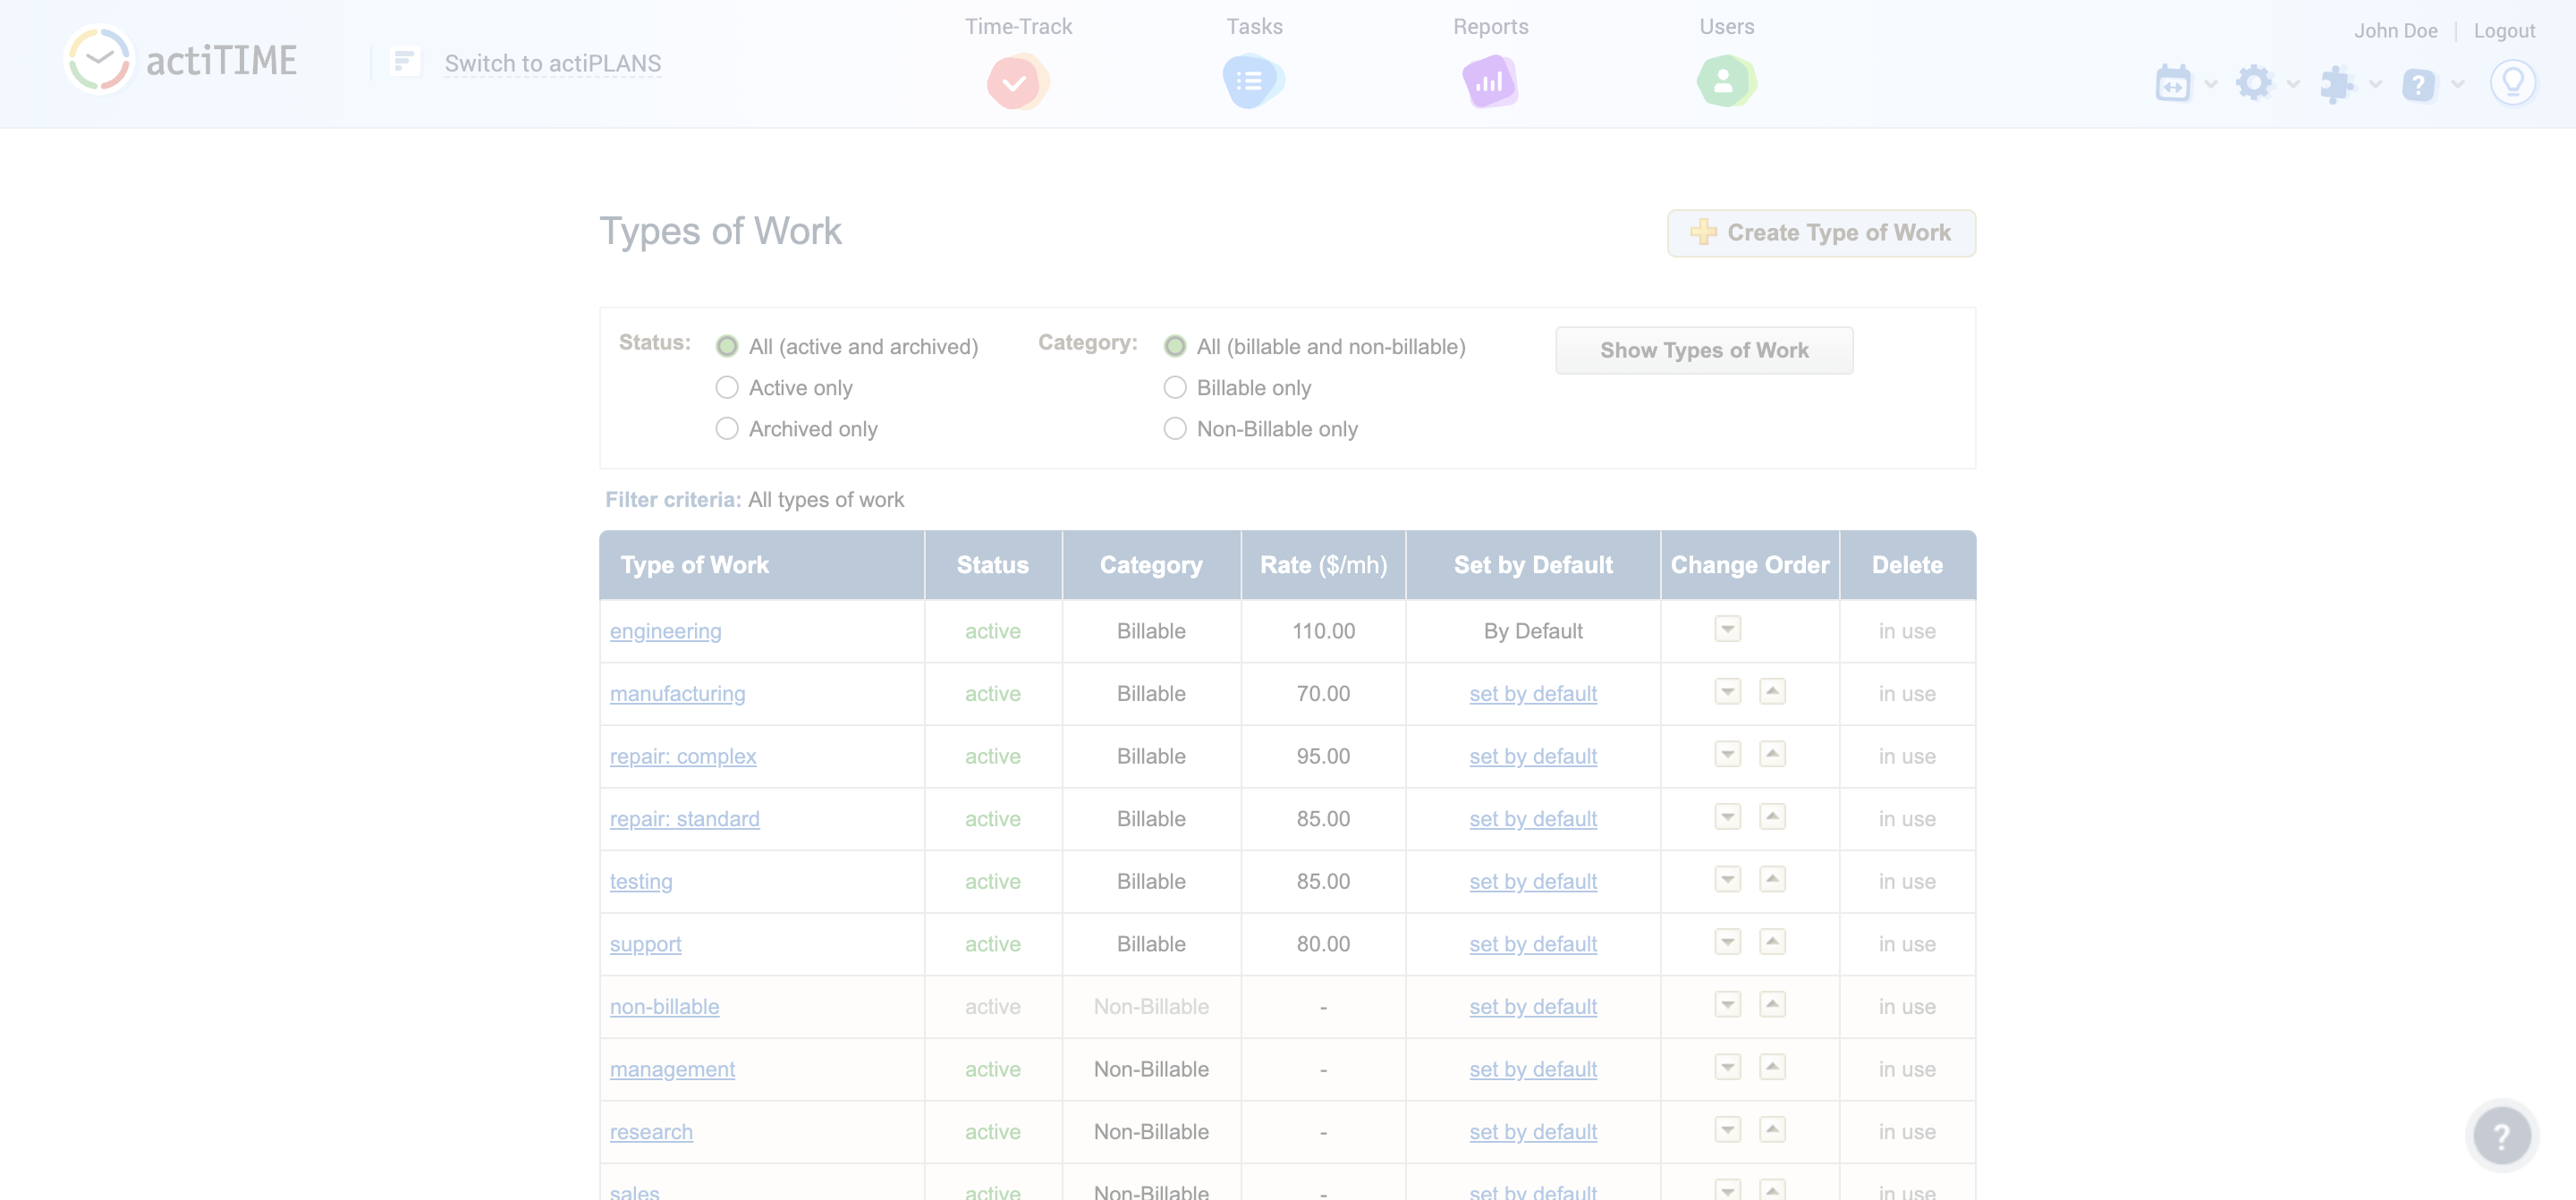 Time-Track Tasks Reports Users
John Doe | Logout
actiTIME
Switch to actiPLANS
Types of Work
Create Type of Work
Status: All (active and archived) Category: All (billable and non-billable) Show Types of Work
Active only Billable only
Archived only Non-Billable only
Filter criteria: All types of work
Type of Work Status Category Rate ($/mh) Set by Default Change Order Delete
engineering active Billable 110.00 By Default in use
manufacturing active Billable 70.00 set by default in use
repair: complex active Billable 95.00 set by default in use
repair: standard active Billable 85.00 set by default in use
testing active Billable 85.00 set by default in use
support active Billable 80.00 set by default in use
non-billable active Non-Billable - set by default in use
management active Non-Billable - set by default in use
research active Non-Billable - set by default in use
sales active Non-Billable - set by default in use
?